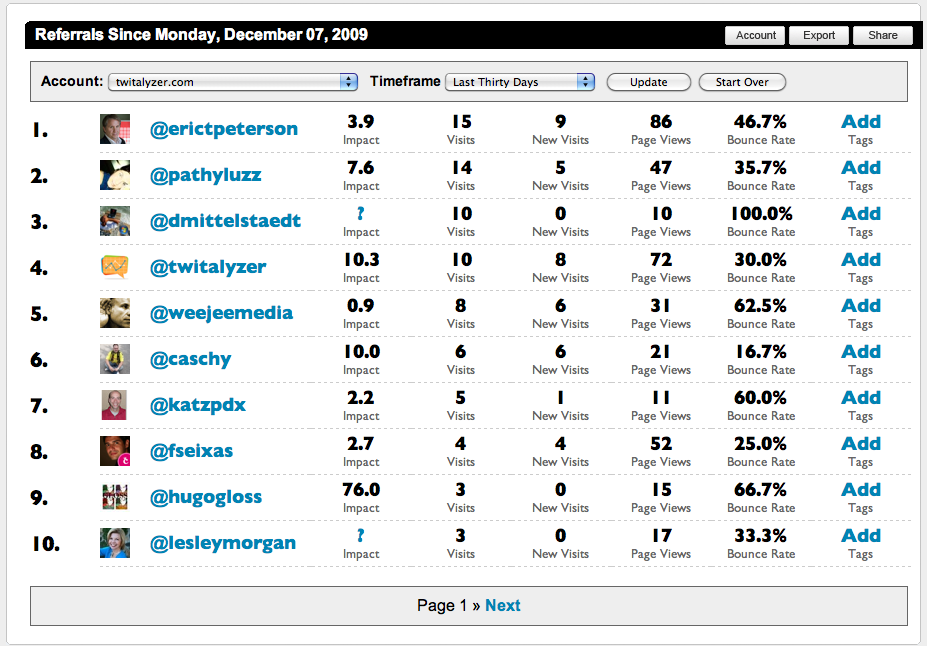 Referrals Since Monday, December 07, 2009 Account Export Share
Account: twitalyzer.com Timeframe Last Thirty Days Update Start Over
1. @erictpeterson 3.9 15 9 86 46.7% Add
Impact Visits New Visits Page Views Bounce Rate Tags
2. @pathyluzz 7.6 14 5 47 35.7% Add
Impact Visits New Visits Page Views Bounce Rate Tags
3. @dmittelstaedt ? 10 0 10 100.0% Add
Impact Visits New Visits Page Views Bounce Rate Tags
4. @twitalyzer 10.3 10 8 72 30.0% Add
Impact Visits New Visits Page Views Bounce Rate Tags
5. @weejeemedia 0.9 8 6 31 62.5% Add
Impact Visits New Visits Page Views Bounce Rate Tags
6. @caschy 10.0 6 6 21 16.7% Add
Impact Visits New Visits Page Views Bounce Rate Tags
7. @katzpdx 2.2 5 1 11 60.0% Add
Impact Visits New Visits Page Views Bounce Rate Tags
8. @fseixas 2.7 4 4 52 25.0% Add
Impact Visits New Visits Page Views Bounce Rate Tags
9. @hugogloss 76.0 3 0 15 66.7% Add
Impact Visits New Visits Page Views Bounce Rate Tags
10. @lesleymorgan ? 3 0 17 33.3% Add
Impact Visits New Visits Page Views Bounce Rate Tags
Page 1 » Next